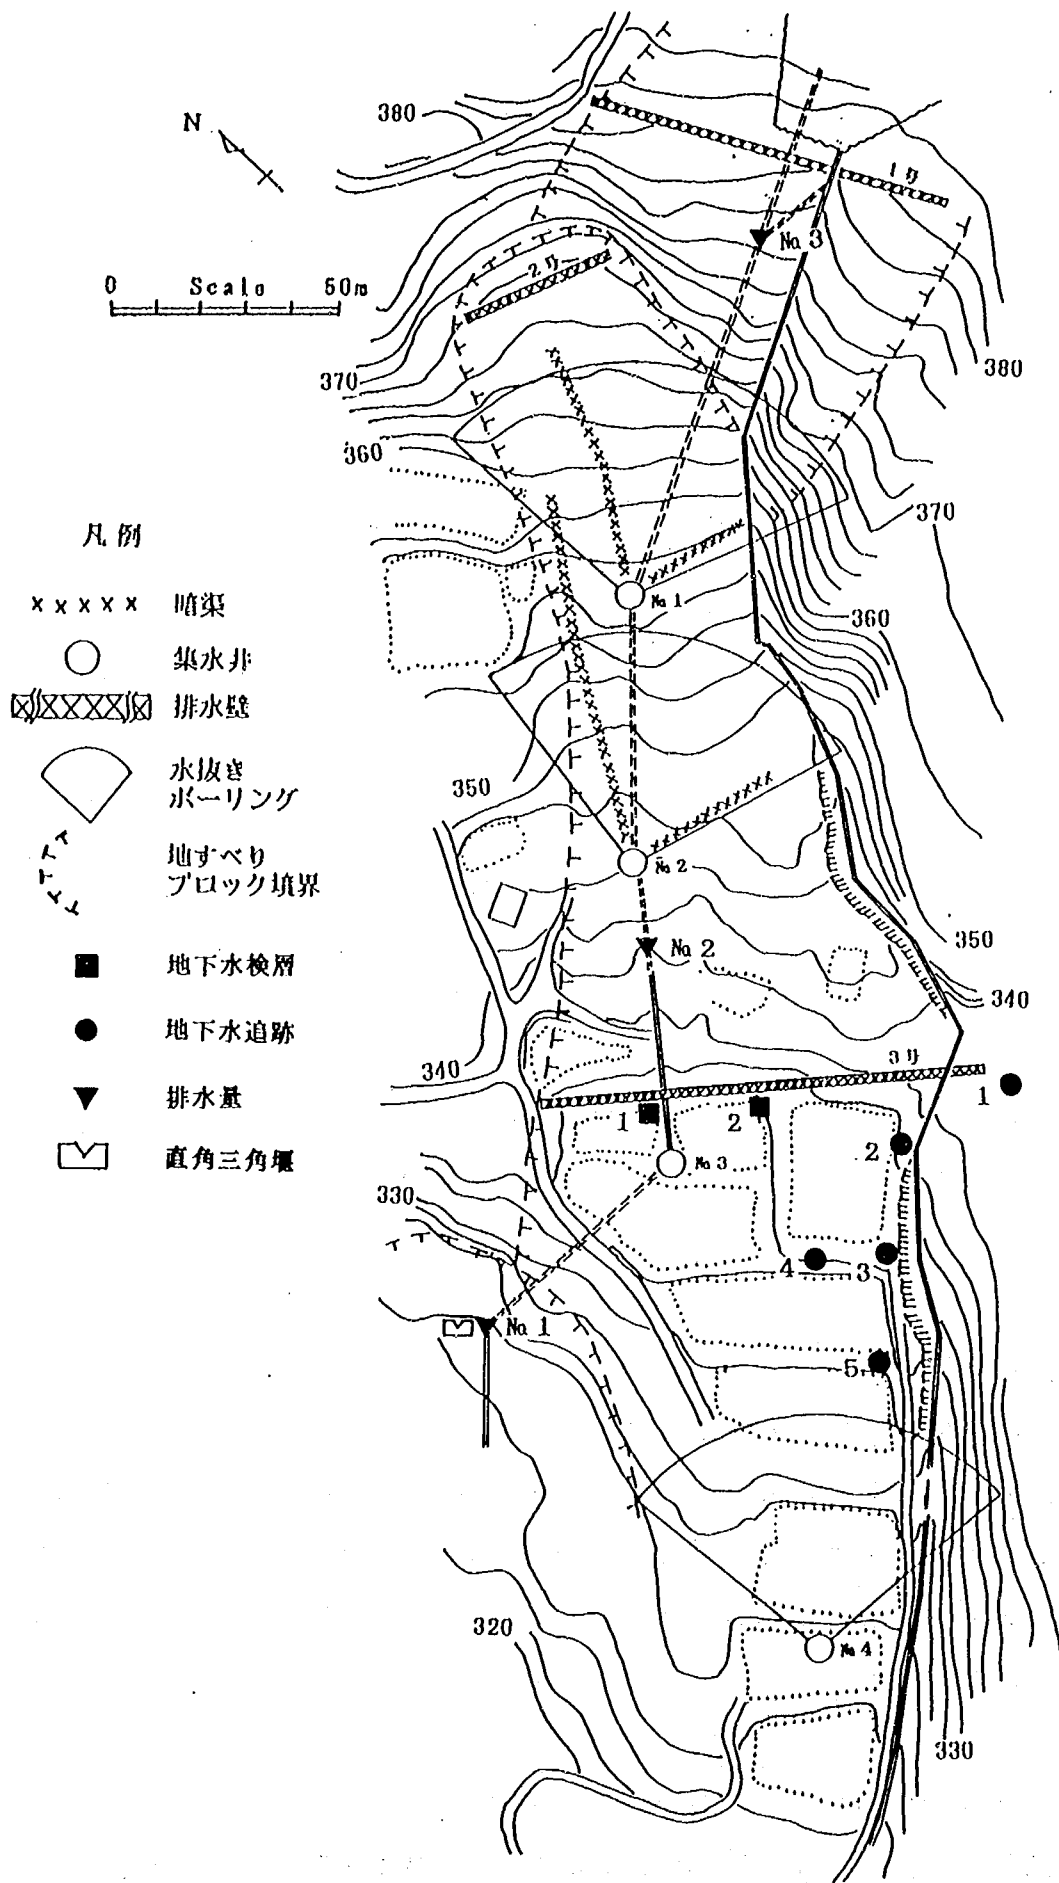 380
N
1号
No 3
0 Scale 50m
2号
380
370
360
370
凡例
暗渠
No 1
360
集水井
排水壁
水抜き
ボーリング
350
No 2
地すべり
ブロック境界
No 2
350
地下水検層
340
地下水追跡
3号
340
1
排水量
1
2
2
直角三角堰
No 3
330
4
3
No 1
5
320
No 4
330